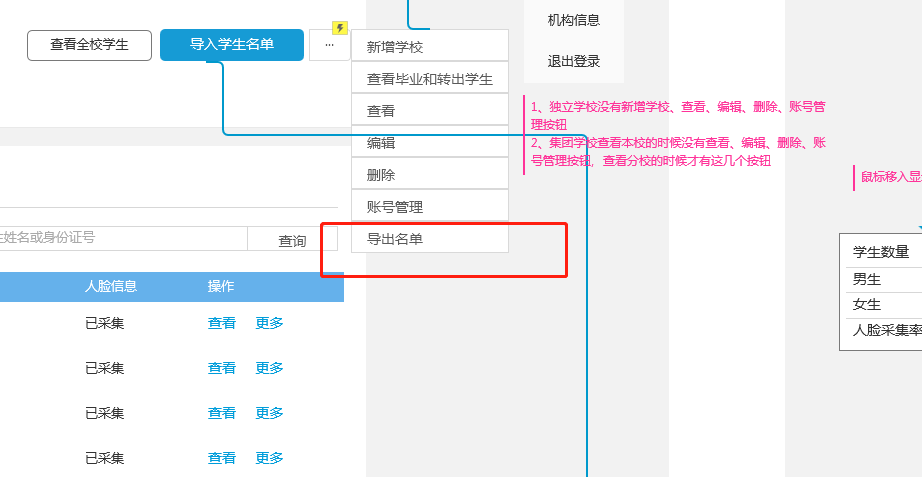 机构信息
退出登录
查看全校学生
导入学生名单
...
新增学校
查看毕业和转出学生
查看
编辑
删除
账号管理
导出名单
1、独立学校没有新增学校、查看、编辑、删除、账号管
理按钮
2、集团学校查看本校的时候没有查看、编辑、删除、账
号管理按钮，查看分校的时候才有这几个按钮
鼠标移入显
姓名或身份证号
查询
人脸信息 操作
已采集 查看 更多
已采集 查看 更多
已采集 查看 更多
已采集 查看 更多
学生数量
男生
女生
人脸采集率